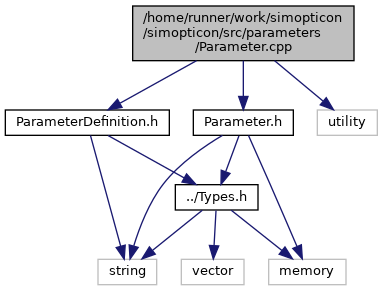 /home/runner/work/simopticon
/simopticon/src/parameters
/Parameter.cpp
ParameterDefinition.h
Parameter.h
utility
../Types.h
string
vector
memory